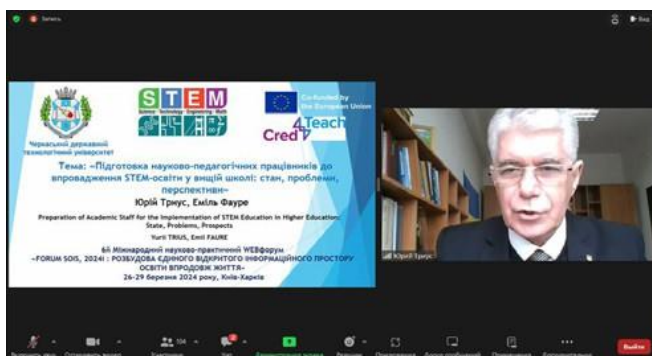 Запись
Вид
STEM
Science Technology Engineering Math
Co-funded by
the European Union
Cred4Teach
Черкаський державний
технологічний університет
Тема: «Підготовка науково-педагогічних працівників до
впровадження STEM-освіти у вищій школі: стан, проблеми,
перспективи»
Юрій Триус, Еміль Фауре
Preparation of Academic Staff for the Implementation of STEM Education in Higher Education:
State, Problems, Prospects
Yurii TRIUS, Emil FAURE
6й Міжнародний науково-практичний WEBфорум
«FORUM SOIS, 2024: РОЗБУДОВА ЄДИНОГО ВІДКРИТОГО ІНФОРМАЦІЙНОГО ПРОСТОРУ
ОСВІТИ ВПРОДОВЖ ЖИТТЯ»
26-29 березня 2024 року, Київ-Харків
Юрий Триус
104
2
Выйти